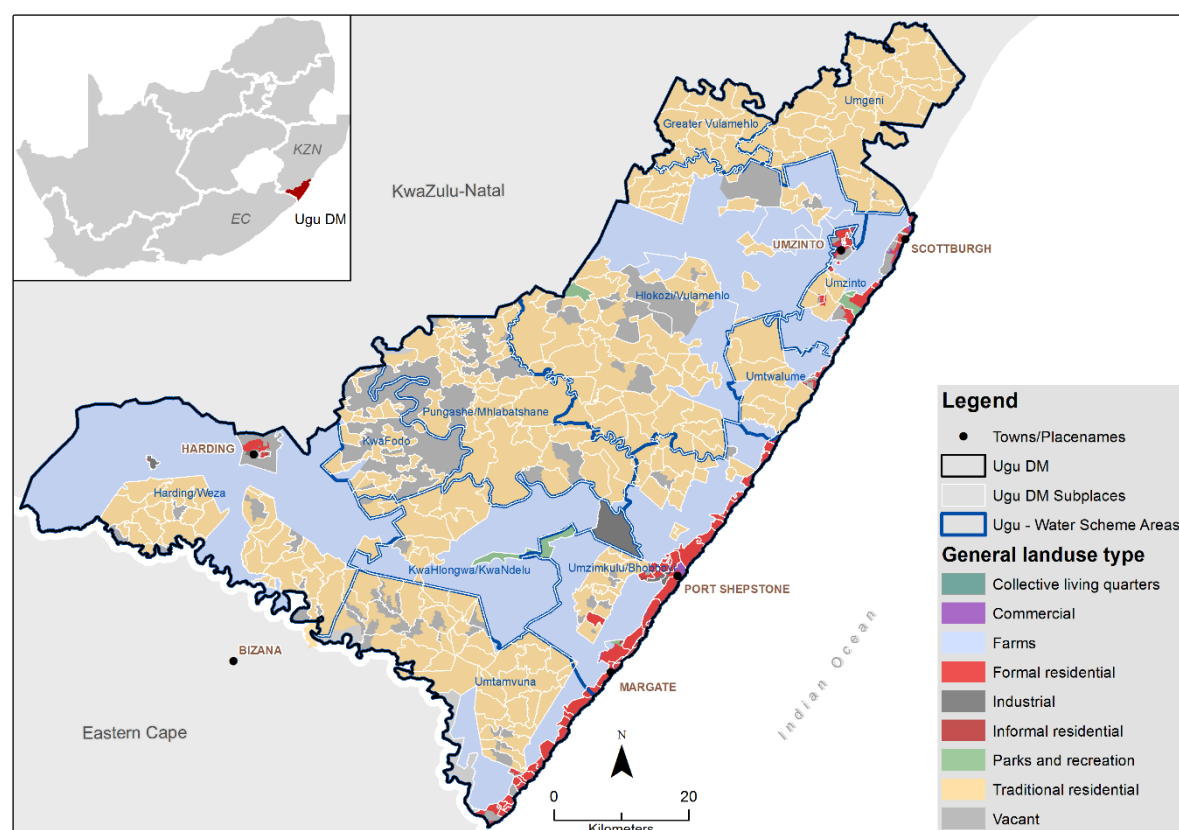 KZN
EC
Ugu DM
KwaZulu-Natal
Umgeni
Greater Vulamehlo
UMZINTO
SCOTTBURGH
Umzinto
Hlokozi/Vulamehlo
Umtwalume
Pungashe/Mhlabatshane
KwaFodo
HARDING
Harding/Weza
KwaHlongwa/KwaNdelu
PORT SHEPSTONE
BIZANA
Umtamvuna
MARGATE
Eastern Cape
Indian Ocean
N
0 20
Kilometers
Legend
Towns/Placenames
Ugu DM
Ugu DM Subplaces
Ugu - Water Scheme Areas
General landuse type
Collective living quarters
Commercial
Farms
Formal residential
Industrial
Informal residential
Parks and recreation
Traditional residential
Vacant